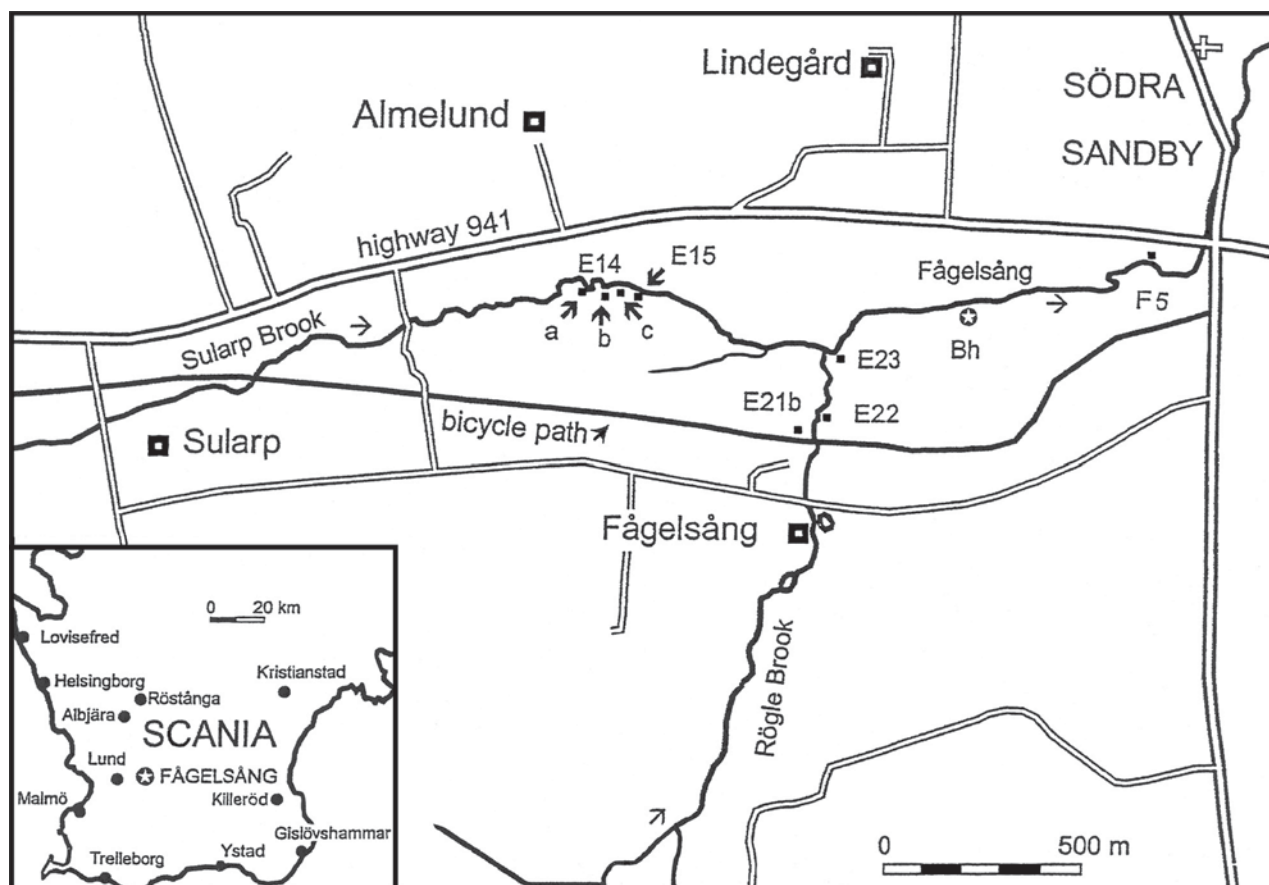 Lindegård
SÖDRA
SANDBY
Almelund
highway 941
E14
E15
Fågelsång
F5
Sularp Brook
a
b
c
Bh
E23
E21b
E22
bicycle path
Sularp
Fågelsång
Rögle Brook
0 500 m
0 20 km
Lovisefred
Kristianstad
Helsingborg
Röstånga
Albjära
SCANIA
Lund
FÅGELSÅNG
Malmö
Killeröd
Gislövshammar
Ystad
Trelleborg